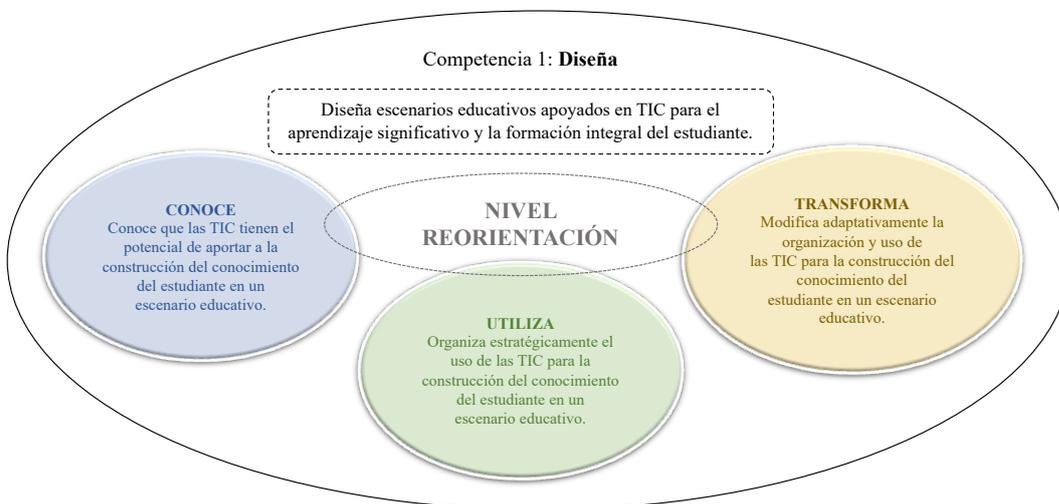 Competencia 1: Diseña
Diseña escenarios educativos apoyados en TIC para el
aprendizaje significativo y la formación integral del estudiante.
CONOCE
Conoce que las TIC tienen el
potencial de aportar a la
construcción del conocimiento
del estudiante en un
escenario educativo.
NIVEL
REORIENTACIÓN
UTILIZA
Organiza estratégicamente el
uso de las TIC para la
construcción del conocimiento
del estudiante en un
escenario educativo.
TRANSFORMA
Modifica adaptativamente la
organización y uso de
las TIC para la construcción del
conocimiento del
estudiante en un escenario
educativo.